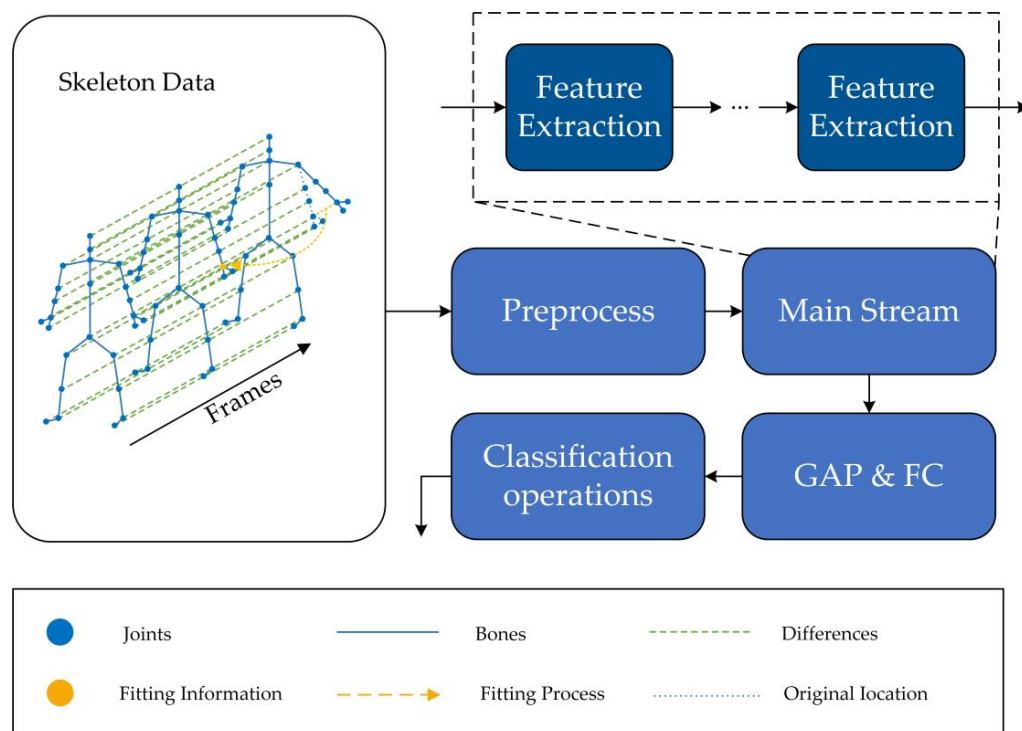 Skeleton Data
Frames
Feature
Extraction
...
Feature
Extraction
Preprocess
Main Stream
Classification
operations
GAP & FC
Joints
Bones
Differences
Fitting Information
Fitting Process
Original Iocation